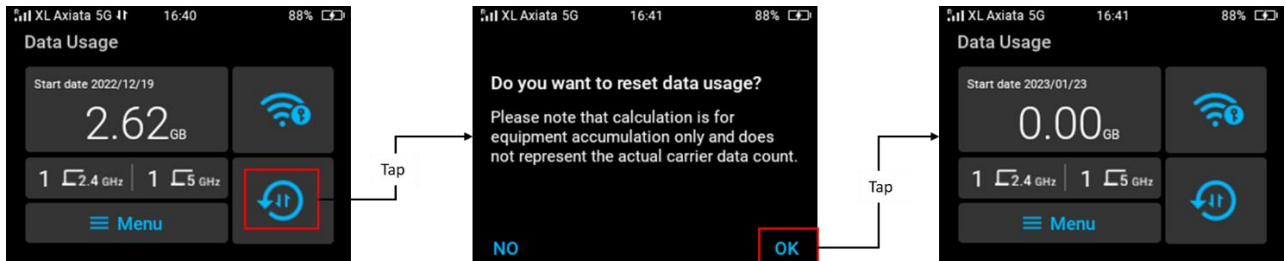 XL Axiata 5G 16:40 88%
Data Usage
Start date 2022/12/19
2.62 GB
1 2.4 GHz 1 5 GHz
Menu
Tap
XL Axiata 5G 16:41 88%
Do you want to reset data usage?
Please note that calculation is for
equipment accumulation only and does
not represent the actual carrier data count.
NO OK
Tap
XL Axiata 5G 16:41 88%
Data Usage
Start date 2023/01/23
0.00 GB
1 2.4 GHz 1 5 GHz
Menu